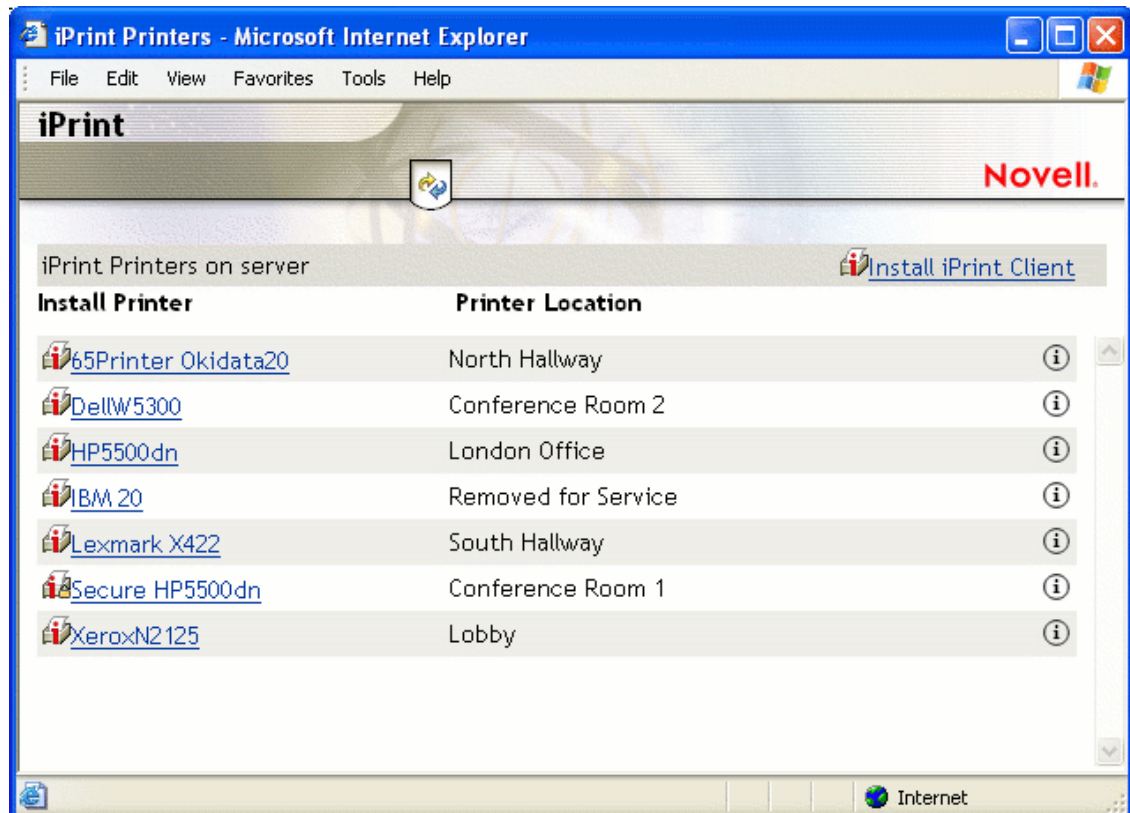 iPrint Printers - Microsoft Internet Explorer
File Edit View Favorites Tools Help
iPrint
Novell.
iPrint Printers on server Install iPrint Client
Install Printer Printer Location
65Printer Okidata20 North Hallway
DellW5300 Conference Room 2
HP5500dn London Office
IBM 20 Removed for Service
Lexmark X422 South Hallway
Secure HP5500dn Conference Room 1
XeroxN2125 Lobby
Internet